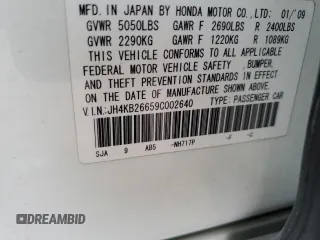 MFD. IN JAPAN BY HONDA MOTOR CO., LTD. 01/'09
GVWR 5050LBS GAWR F 2690LBS R 2400LBS
GVWR 2290KG GAWR F 1220KG R 1089KG
THIS VEHICLE CONFORMS TO ALL APPLICABLE
FEDERAL MOTOR VEHICLE SAFETY, BUMPER,
AND THEFT PREVENTION STANDARDS IN EFFECT
ON THE DATE OF MANUFACTURE SHOWN ABOVE.
V.I.N.:JH4KB26659C002640
TYPE: PASSENGER CAR
SJA 9 AB5 -NH717P -F -E
DREAMBID